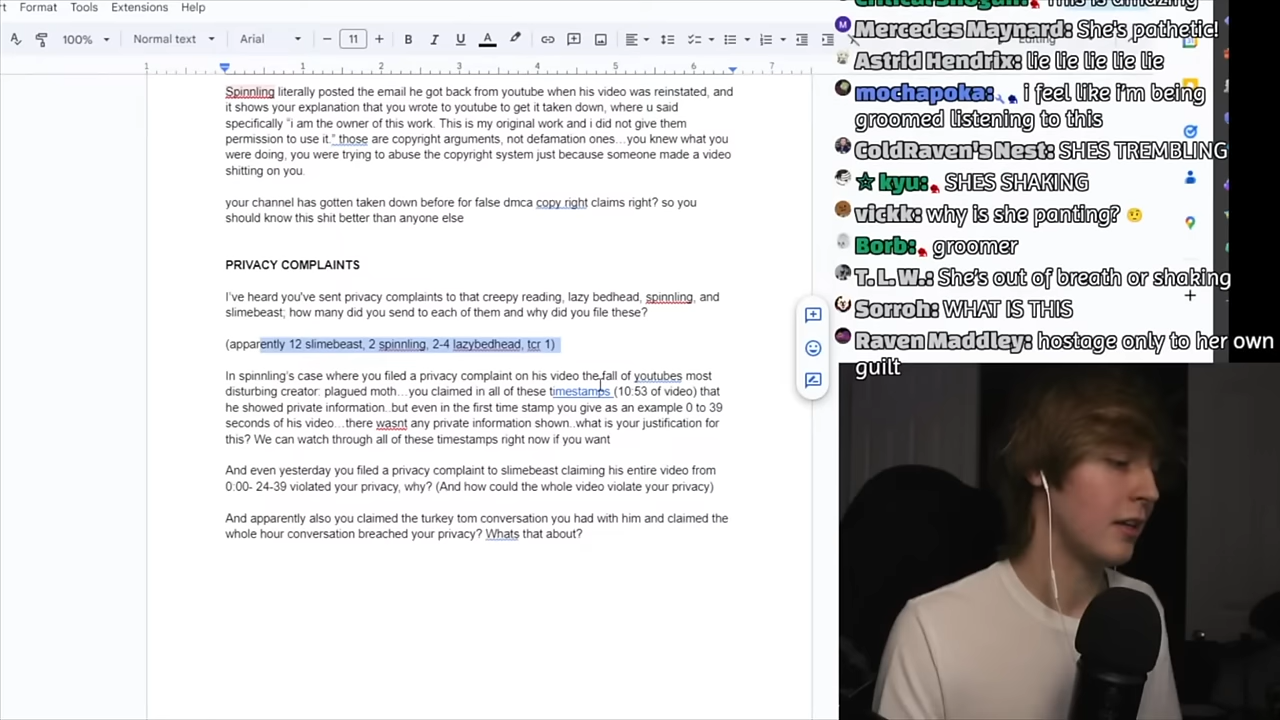 Format Tools Extensions Help
100% Normal text Arial 11
1 1 2 3 4 5 6 7
Spinnling literally posted the email he got back from youtube when his video was reinstated, and
it shows your explanation that you wrote to youtube to get it taken down, where u said
specifically “i am the owner of this work. This is my original work and i did not give them
permission to use it.” those are copyright arguments, not defamation ones…you knew what you
were doing, you were trying to abuse the copyright system just because someone made a video
shitting on you.
your channel has gotten taken down before for false dmca copy right claims right? so you
should know this shit better than anyone else
PRIVACY COMPLAINTS
I've heard you've sent privacy complaints to that creepy reading, lazy bedhead, spinnling, and
slimebeast; how many did you send to each of them and why did you file these?
(apparently 12 slimebeast, 2 spinnling, 2-4 lazybedhead, tcr 1)
In spinnling's case where you filed a privacy complaint on his video the fall of youtubes most
disturbing creator: plagued moth…you claimed in all of these timestamps (10:53 of video) that
he showed private information..but even in the first time stamp you give as an example 0 to 39
seconds of his video…there wasnt any private information shown..what is your justification for
this? We can watch through all of these timestamps right now if you want
And even yesterday you filed a privacy complaint to slimebeast claiming his entire video from
0:00- 24-39 violated your privacy, why? (And how could the whole video violate your privacy)
And apparently also you claimed the turkey tom conversation you had with him and claimed the
whole hour conversation breached your privacy? Whats that about?
Critical Shogun: This is amazing
Mercedes Maynard: She's pathetic!
Astrid Hendrix: lie lie lie lie lie
mochapoka: i feel like i'm being
groomed listening to this
ColdRaven's Nest: SHES TREMBLING
☆ kyu: SHES SHAKING
vickk: why is she panting? 🤨
Borb: groomer
T. L. W.: She's out of breath or shaking
Sorroh: WHAT IS THIS
Raven Maddley: hostage only to her own
guilt